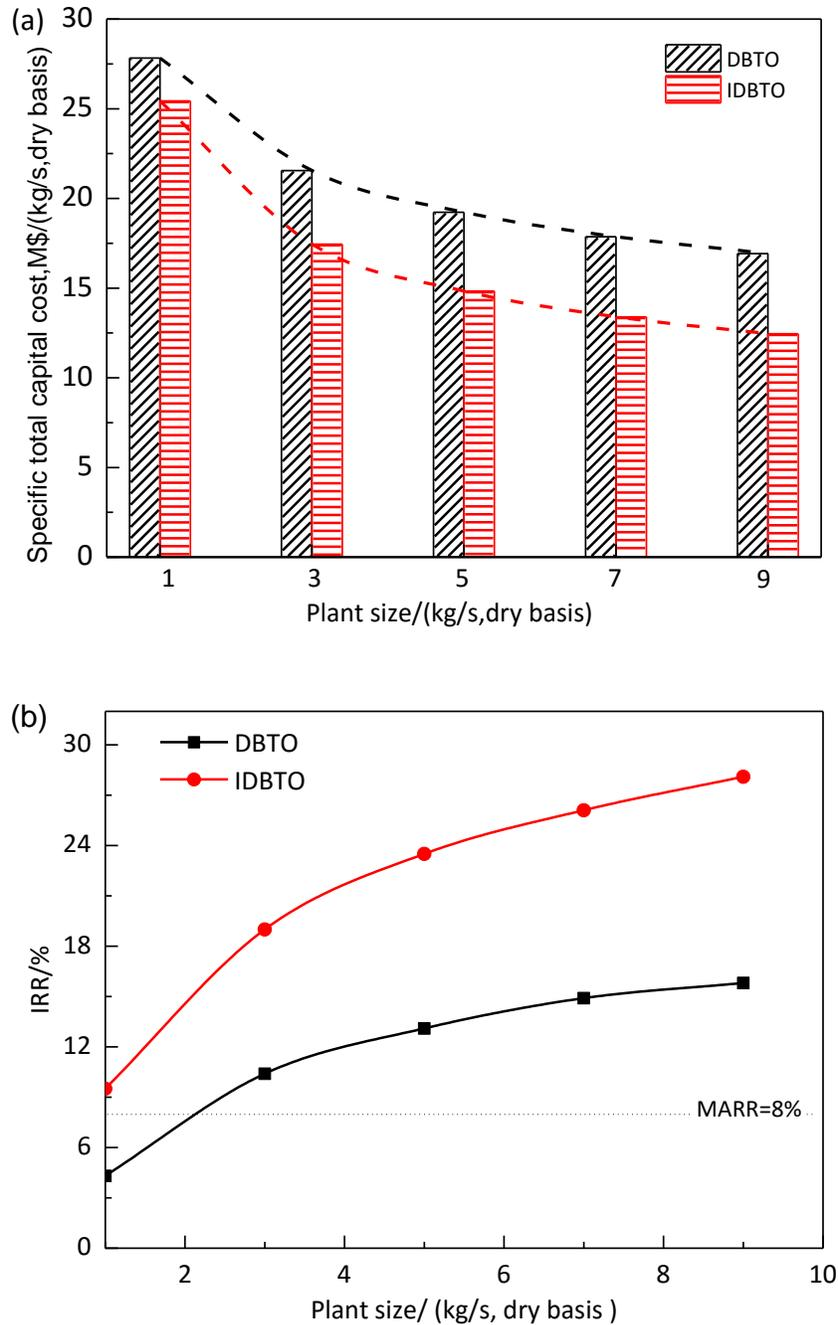 (a)
30
25
20
15
10
5
0
Specific total capital cost,M$/(kg/s,dry basis)
DBTO
IDBTO
1 3 5 7 9
Plant size/(kg/s,dry basis)
(b)
30
24
18
12
6
0
IRR/%
DBTO
IDBTO
MARR=8%
2 4 6 8 10
Plant size/ (kg/s, dry basis )